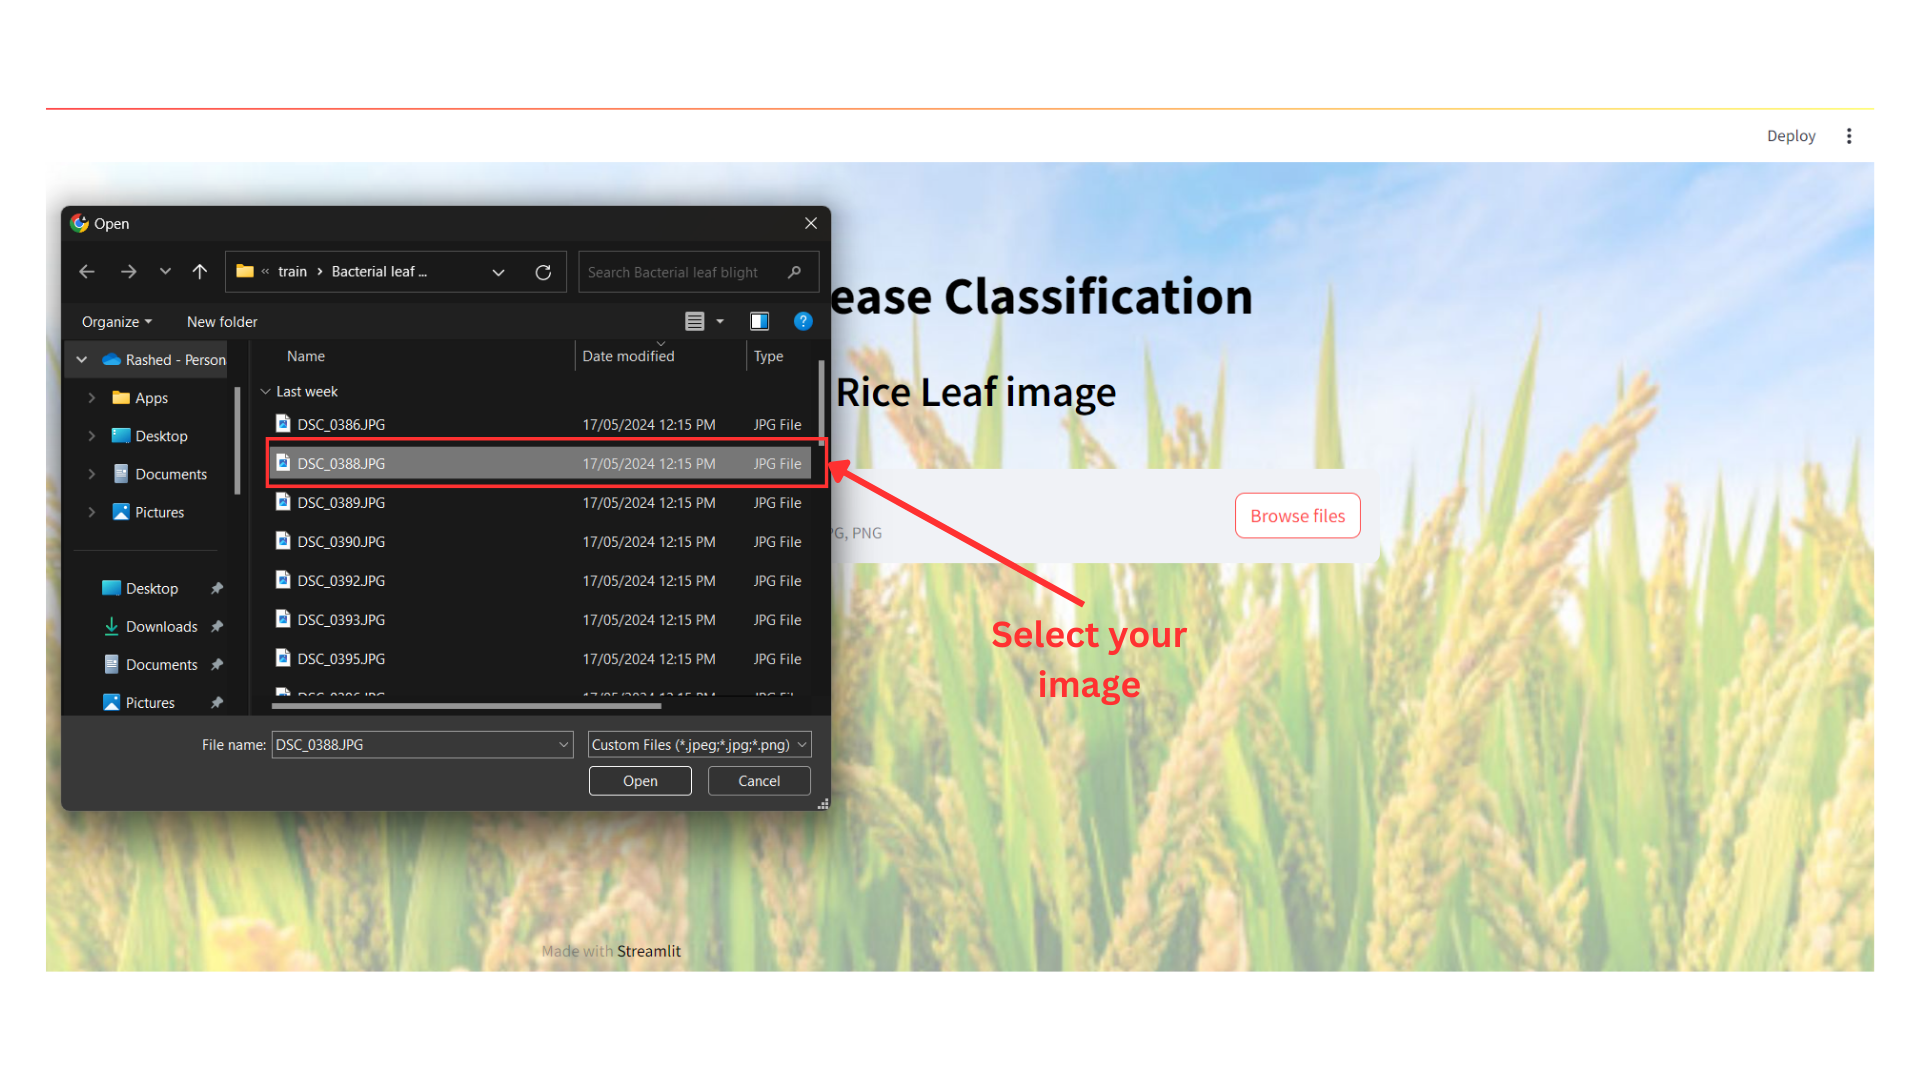 Deploy
Open
« train › Bacterial leaf ...
Search Bacterial leaf blight
Organize
New folder
ease Classification
Rice Leaf image
Name
Date modified
Type
Rashed - Person
Apps
Desktop
Documents
Pictures
Desktop
Downloads
Documents
Pictures
Last week
DSC_0386.JPG 17/05/2024 12:15 PM JPG File
DSC_0388.JPG 17/05/2024 12:15 PM JPG File
DSC_0389.JPG 17/05/2024 12:15 PM JPG File
DSC_0390.JPG 17/05/2024 12:15 PM JPG File
DSC_0392.JPG 17/05/2024 12:15 PM JPG File
DSC_0393.JPG 17/05/2024 12:15 PM JPG File
DSC_0395.JPG 17/05/2024 12:15 PM JPG File
PG, PNG
Browse files
Select your
image
File name: DSC_0388.JPG
Custom Files (*.jpeg;*.jpg;*.png)
Open
Cancel
Made with Streamlit